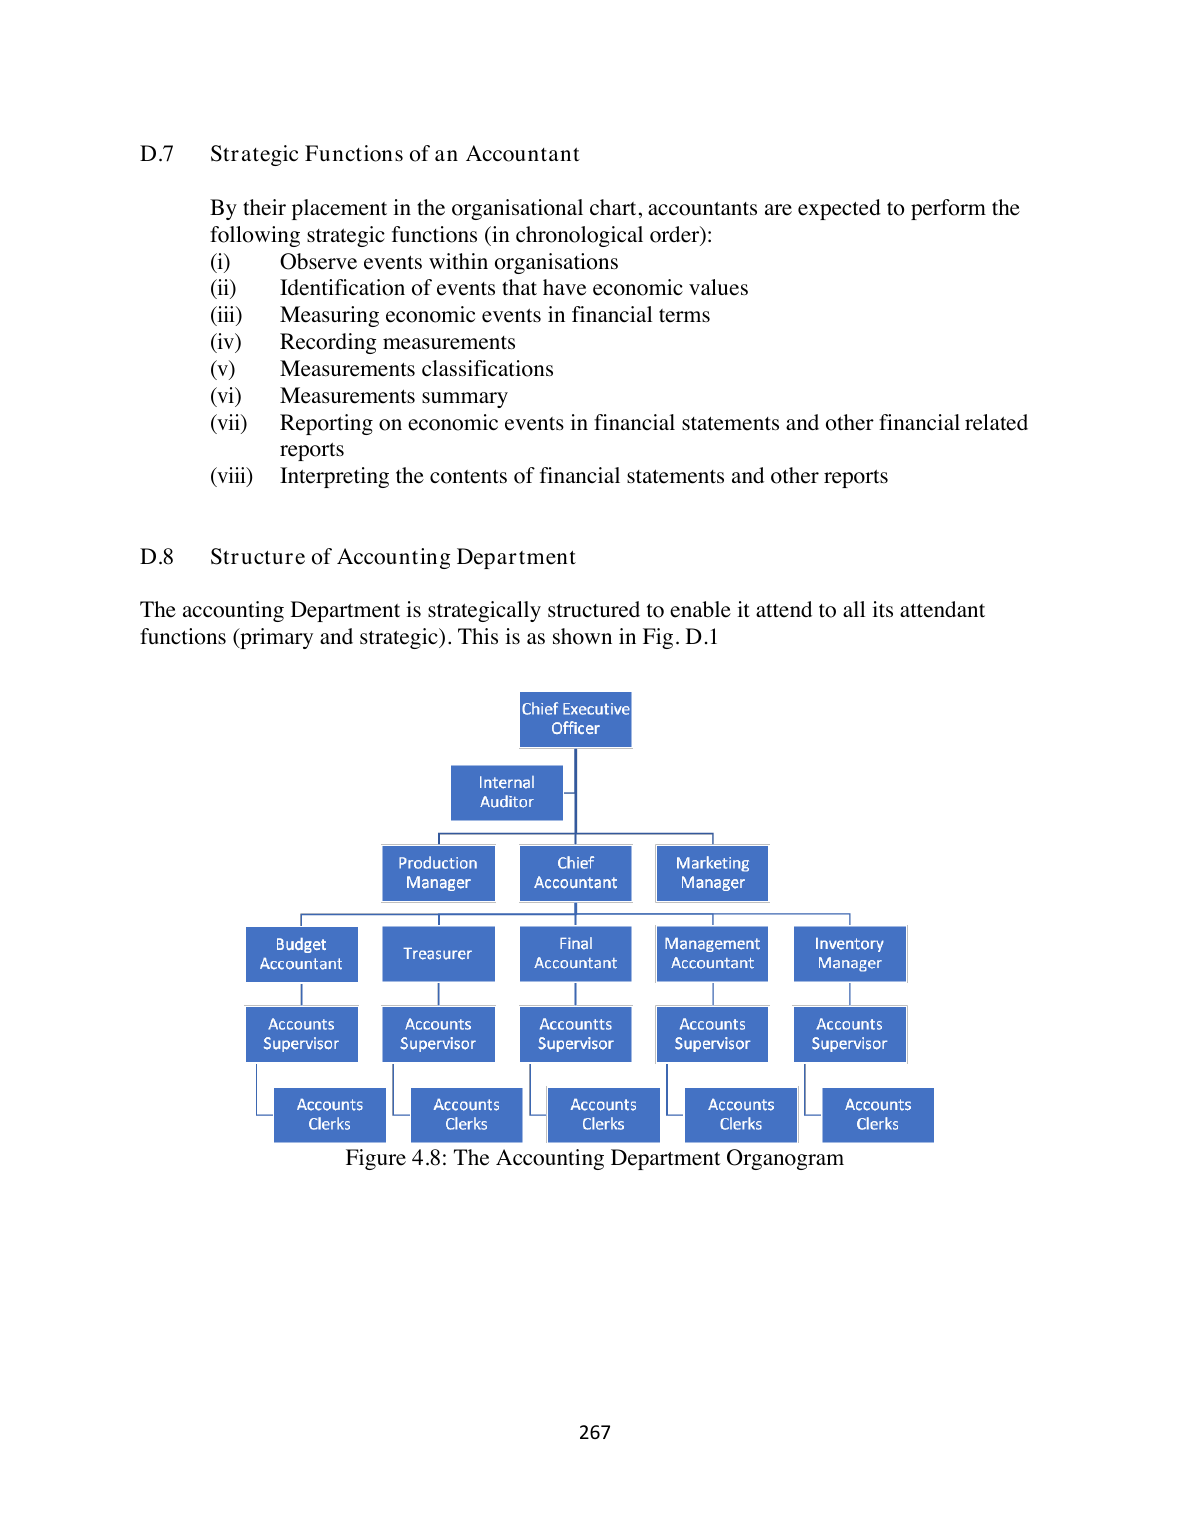 D.7 Strategic Functions of an Accountant
By their placement in the organisational chart, accountants are expected to perform the
following strategic functions (in chronological order):
(i) Observe events within organisations
(ii) Identification of events that have economic values
(iii) Measuring economic events in financial terms
(iv) Recording measurements
(v) Measurements classifications
(vi) Measurements summary
(vii) Reporting on economic events in financial statements and other financial related
reports
(viii) Interpreting the contents of financial statements and other reports
D.8 Structure of Accounting Department
The accounting Department is strategically structured to enable it attend to all its attendant
functions (primary and strategic). This is as shown in Fig. D.1
Chief Executive
Officer
Internal
Auditor
Production
Manager
Chief
Accountant
Marketing
Manager
Budget
Accountant
Treasurer
Final
Accountant
Management
Accountant
Inventory
Manager
Accounts
Supervisor
Accounts
Supervisor
Accountts
Supervisor
Accounts
Supervisor
Accounts
Supervisor
Accounts
Clerks
Accounts
Clerks
Accounts
Clerks
Accounts
Clerks
Accounts
Clerks
Figure 4.8: The Accounting Department Organogram
267